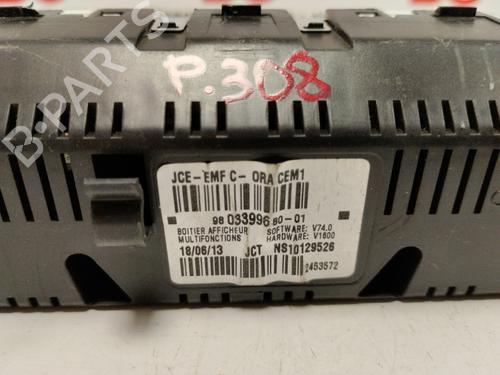 P.308
B-PARTS
JCE-EMF C-ORA CEM1
98 033996 80-01
BOITIER AFFICHEUR SOFTWARE: V74.0
MULTIFONCTIONS HARDWARE: V1600
18/06/13 JCT NS10129526
2453572